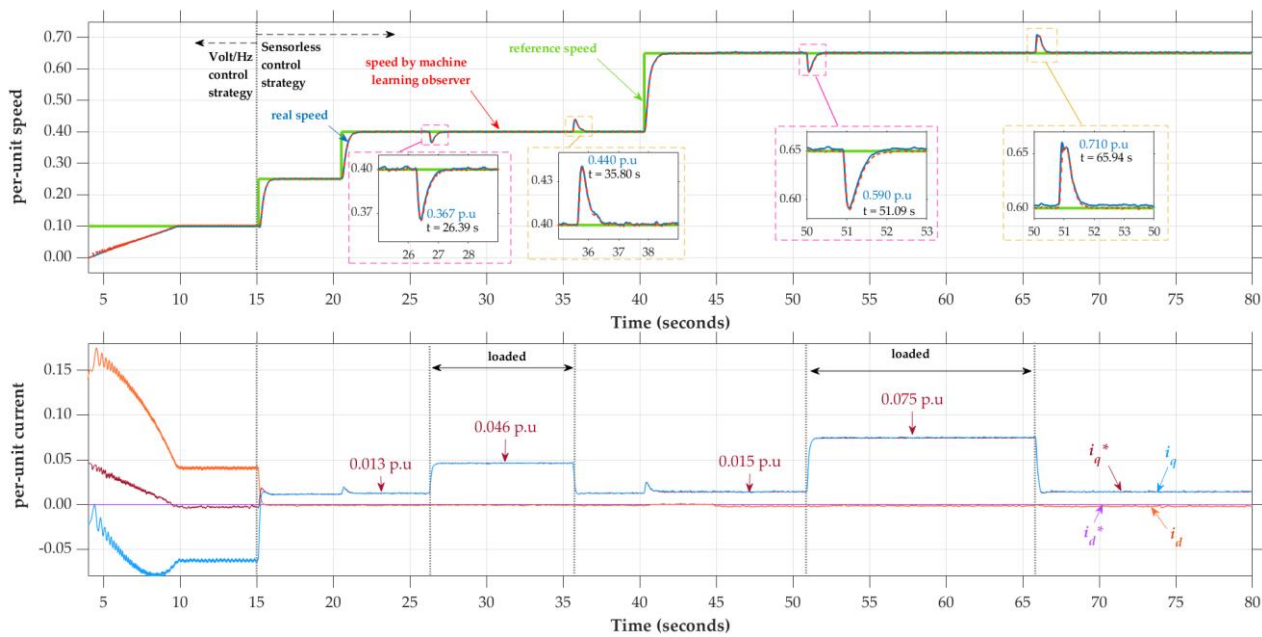 per-unit speed
0.70
0.60
0.50
0.40
0.30
0.20
0.10
0.00
Volt/Hz
control
strategy
Sensorless
control
strategy
real speed
speed by machine
learning observer
reference speed
0.40
0.37
0.367 p.u
t = 26.39 s
26 27 28
0.43
0.40
0.440 p.u
t = 35.80 s
36 37 38
0.65
0.60
0.590 p.u
t = 51.09 s
50 51 52 53
0.65
0.60
0.710 p.u
t = 65.94 s
50 51 53 50
5 10 15 20 25 30 35 40 45 50 55 60 65 70 75 80
Time (seconds)
per-unit current
0.15
0.10
0.05
0.00
-0.05
loaded
loaded
0.013 p.u
0.046 p.u
0.015 p.u
0.075 p.u
i_q*
i_q
i_d*
i_d
5 10 15 20 25 30 35 40 45 50 55 60 65 70 75 80
Time (seconds)